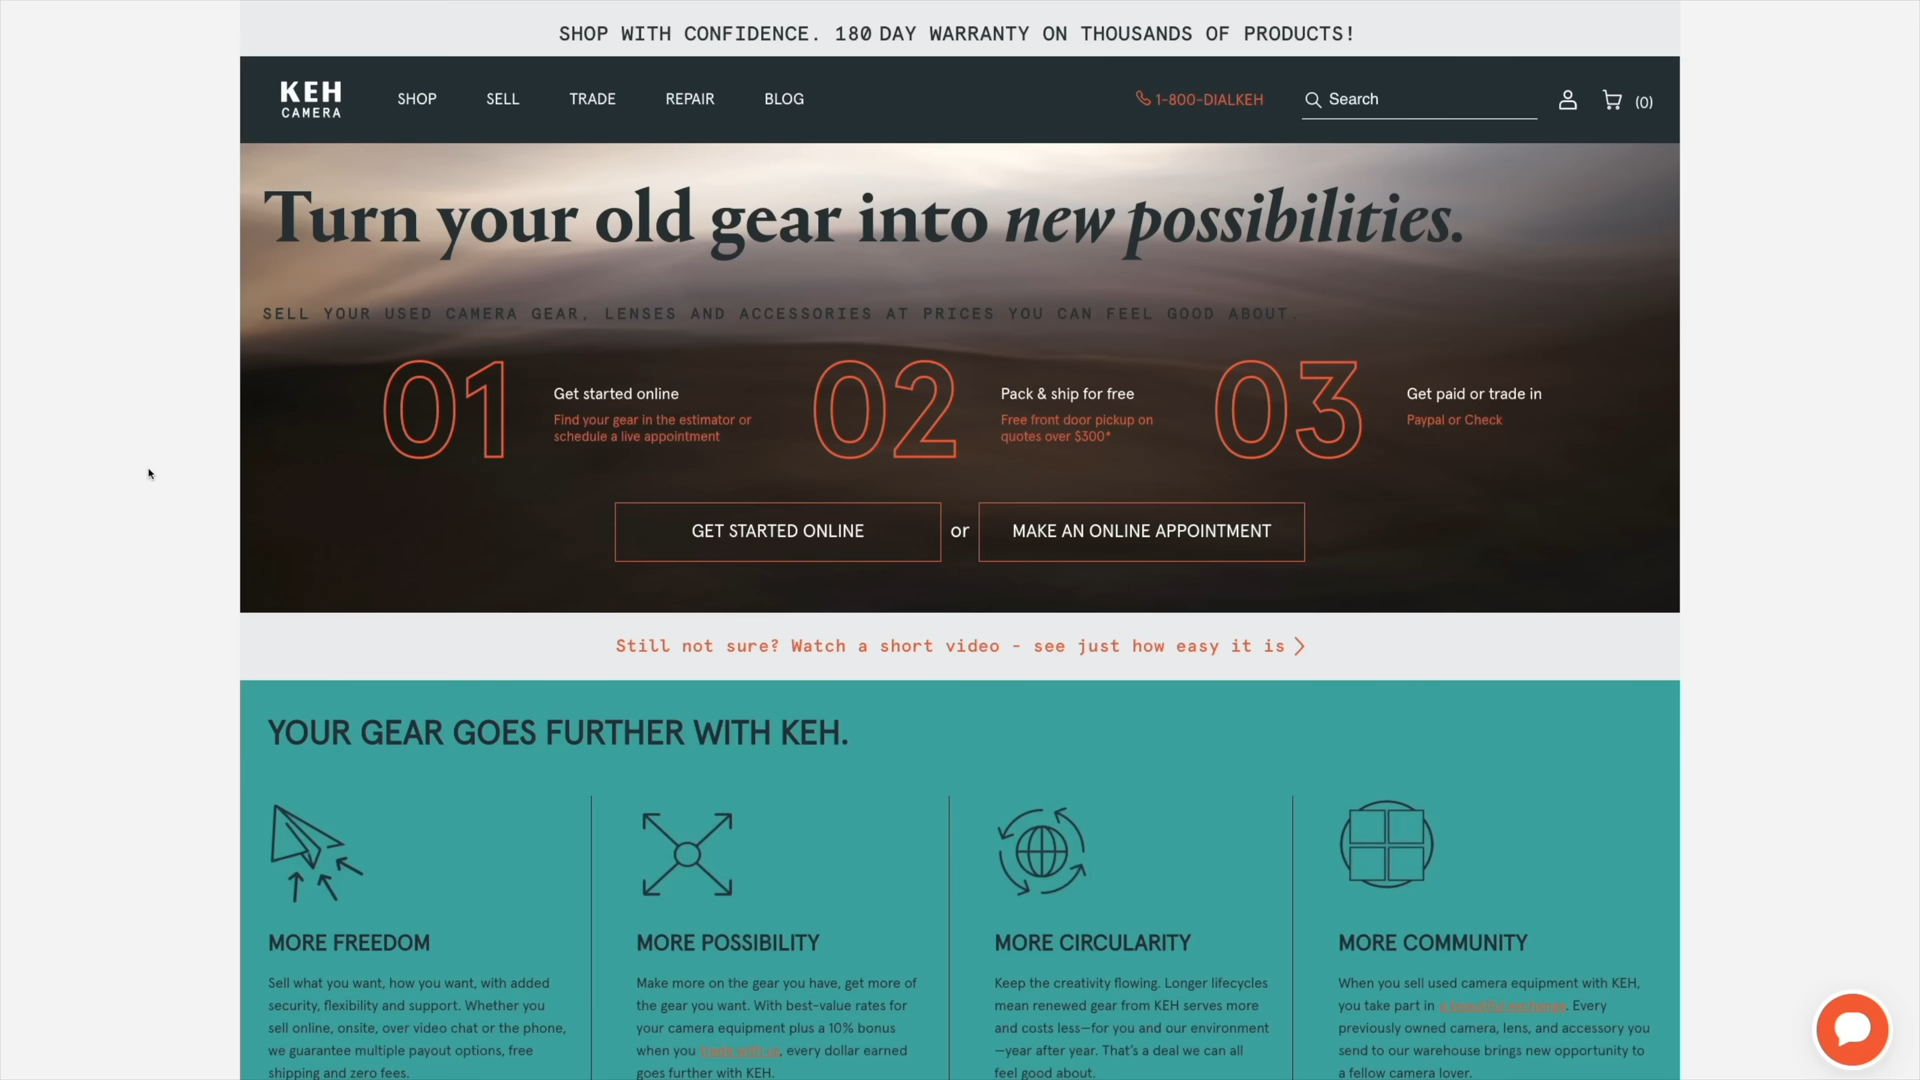 SHOP WITH CONFIDENCE. 180 DAY WARRANTY ON THOUSANDS OF PRODUCTS!
KEH
CAMERA
SHOP
SELL
TRADE
REPAIR
BLOG
1-800-DIALKEH
Search
(0)
Turn your old gear into new possibilities.
SELL YOUR USED CAMERA GEAR, LENSES AND ACCESSORIES AT PRICES YOU CAN FEEL GOOD ABOUT.
01
Get started online
Find your gear in the estimator or
schedule a live appointment
02
Pack & ship for free
Free front door pickup on
quotes over $300*
03
Get paid or trade in
Paypal or Check
GET STARTED ONLINE
or
MAKE AN ONLINE APPOINTMENT
Still not sure? Watch a short video - see just how easy it is
YOUR GEAR GOES FURTHER WITH KEH.
MORE FREEDOM
Sell what you want, how you want, with added
security, flexibility and support. Whether you
sell online, onsite, over video chat or the phone,
we guarantee multiple payout options, free
shipping and zero fees.
MORE POSSIBILITY
Make more on the gear you have, get more of
the gear you want. With best-value rates for
your camera equipment plus a 10% bonus
when you trade with us, every dollar earned
goes further with KEH.
MORE CIRCULARITY
Keep the creativity flowing. Longer lifecycles
mean renewed gear from KEH serves more
and costs less—for you and our environment
—year after year. That's a deal we can all
feel good about.
MORE COMMUNITY
When you sell used camera equipment with KEH,
you take part in a beautiful exchange. Every
previously owned camera, lens, and accessory you
send to our warehouse brings new opportunity to
a fellow camera lover.